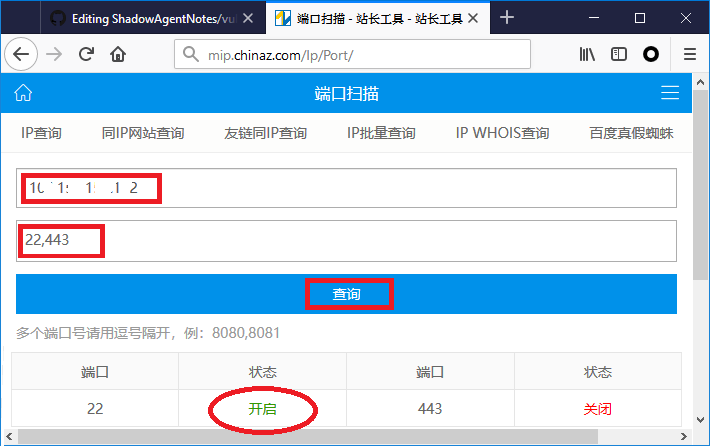 Editing ShadowAgentNotes/vul
端口扫描 - 站长工具 - 站长工具
mip.chinaz.com/Ip/Port/
端口扫描
IP查询 同IP网站查询 友链同IP查询 IP批量查询 IP WHOIS查询 百度真假蜘蛛
22,443
查询
多个端口号请用逗号隔开，例：8080,8081
端口 状态 端口 状态
22 开启 443 关闭